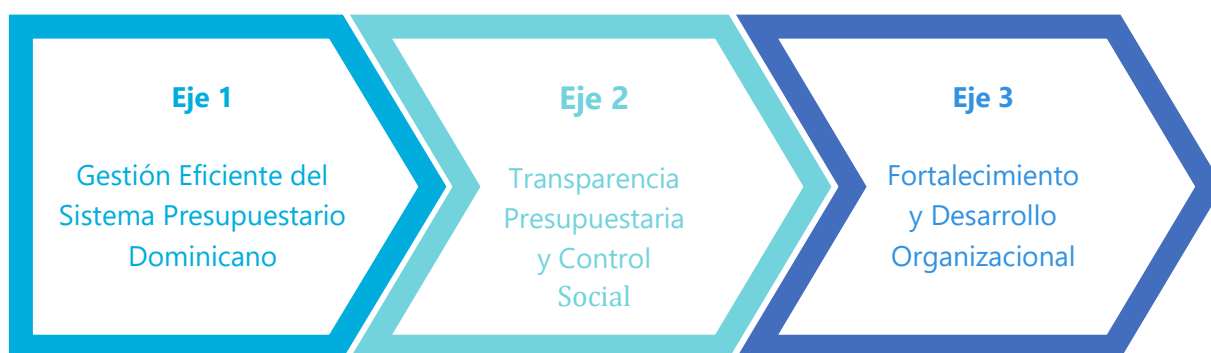 Eje 1
Gestión Eficiente del
Sistema Presupuestario
Dominicano
Eje 2
Transparencia
Presupuestaria
y Control
Social
Eje 3
Fortalecimiento
y Desarrollo
Organizacional